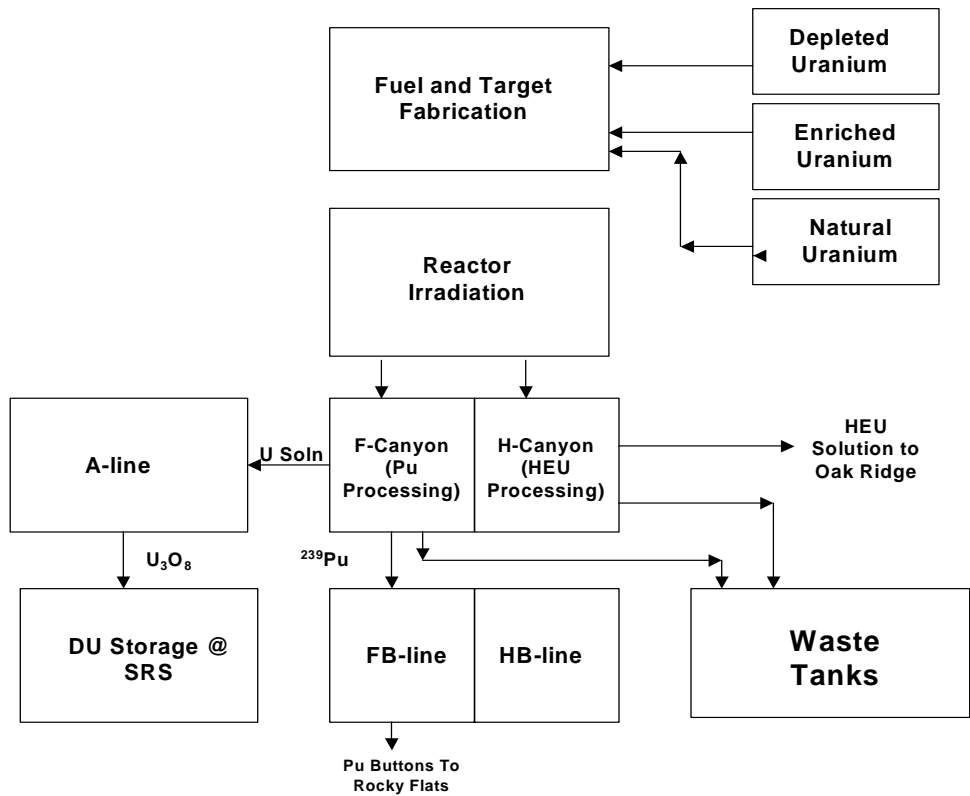 Depleted
Uranium
Fuel and Target
Fabrication
Enriched
Uranium
Natural
Uranium
Reactor
Irradiation
A-line
U Soln
F-Canyon
(Pu
Processing)
H-Canyon
(HEU
Processing)
HEU
Solution to
Oak Ridge
U₃O₈
²³⁹Pu
DU Storage @
SRS
FB-line
HB-line
Waste
Tanks
Pu Buttons To
Rocky Flats